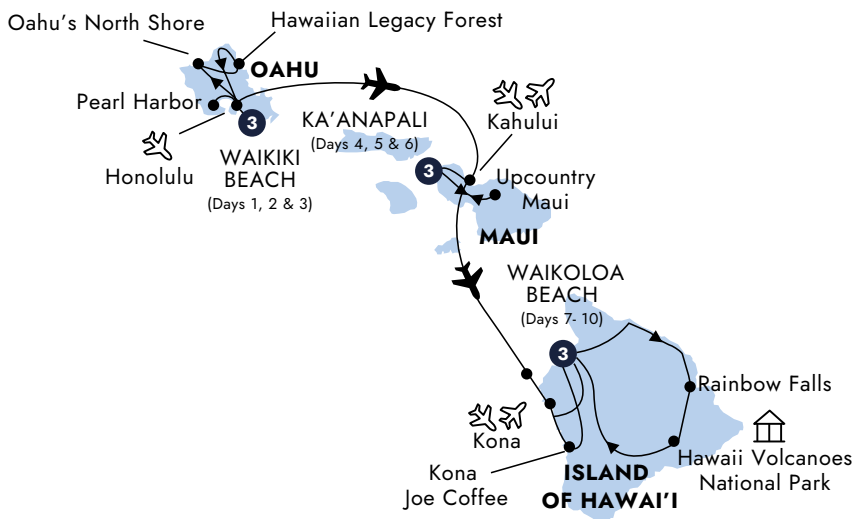 Oahu's North Shore
Hawaiian Legacy Forest
OAHU
Pearl Harbor
3
Honolulu
WAIKIKI
BEACH
(Days 1, 2 & 3)
KA'ANAPALI
(Days 4, 5 & 6)
3
Kahului
Upcountry
Maui
MAUI
WAIKOLOA
BEACH
(Days 7- 10)
3
Rainbow Falls
Hawaii Volcanoes
National Park
Kona
Kona
Joe Coffee
ISLAND
OF HAWAI'I